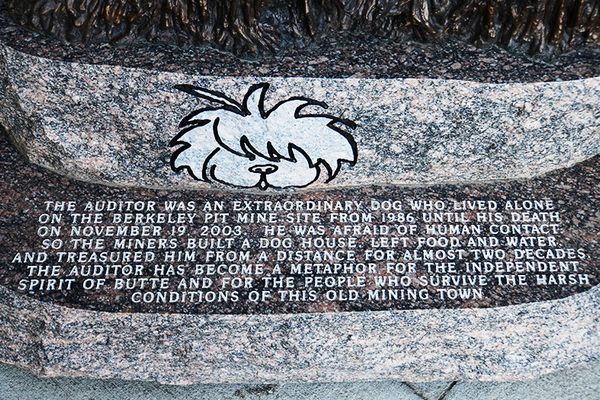 THE AUDITOR WAS AN EXTRAORDINARY DOG WHO LIVED ALONE
ON THE BERKELEY PIT MINE SITE FROM 1986 UNTIL HIS DEATH
ON NOVEMBER 19, 2003. HE WAS AFRAID OF HUMAN CONTACT
SO THE MINERS BUILT A DOG HOUSE, LEFT FOOD AND WATER,
AND TREASURED HIM FROM A DISTANCE FOR ALMOST TWO DECADES.
THE AUDITOR HAS BECOME A METAPHOR FOR THE INDEPENDENT
SPIRIT OF BUTTE AND FOR THE PEOPLE WHO SURVIVE THE HARSH
CONDITIONS OF THIS OLD MINING TOWN